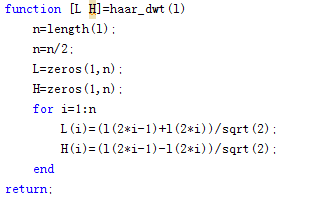 function [L H]=haar_dwt(l)
n=length(l);
n=n/2;
L=zeros(1,n);
H=zeros(1,n);
for i=1:n
L(i)=(l(2*i-1)+l(2*i))/sqrt(2);
H(i)=(l(2*i-1)-l(2*i))/sqrt(2);
end
return;